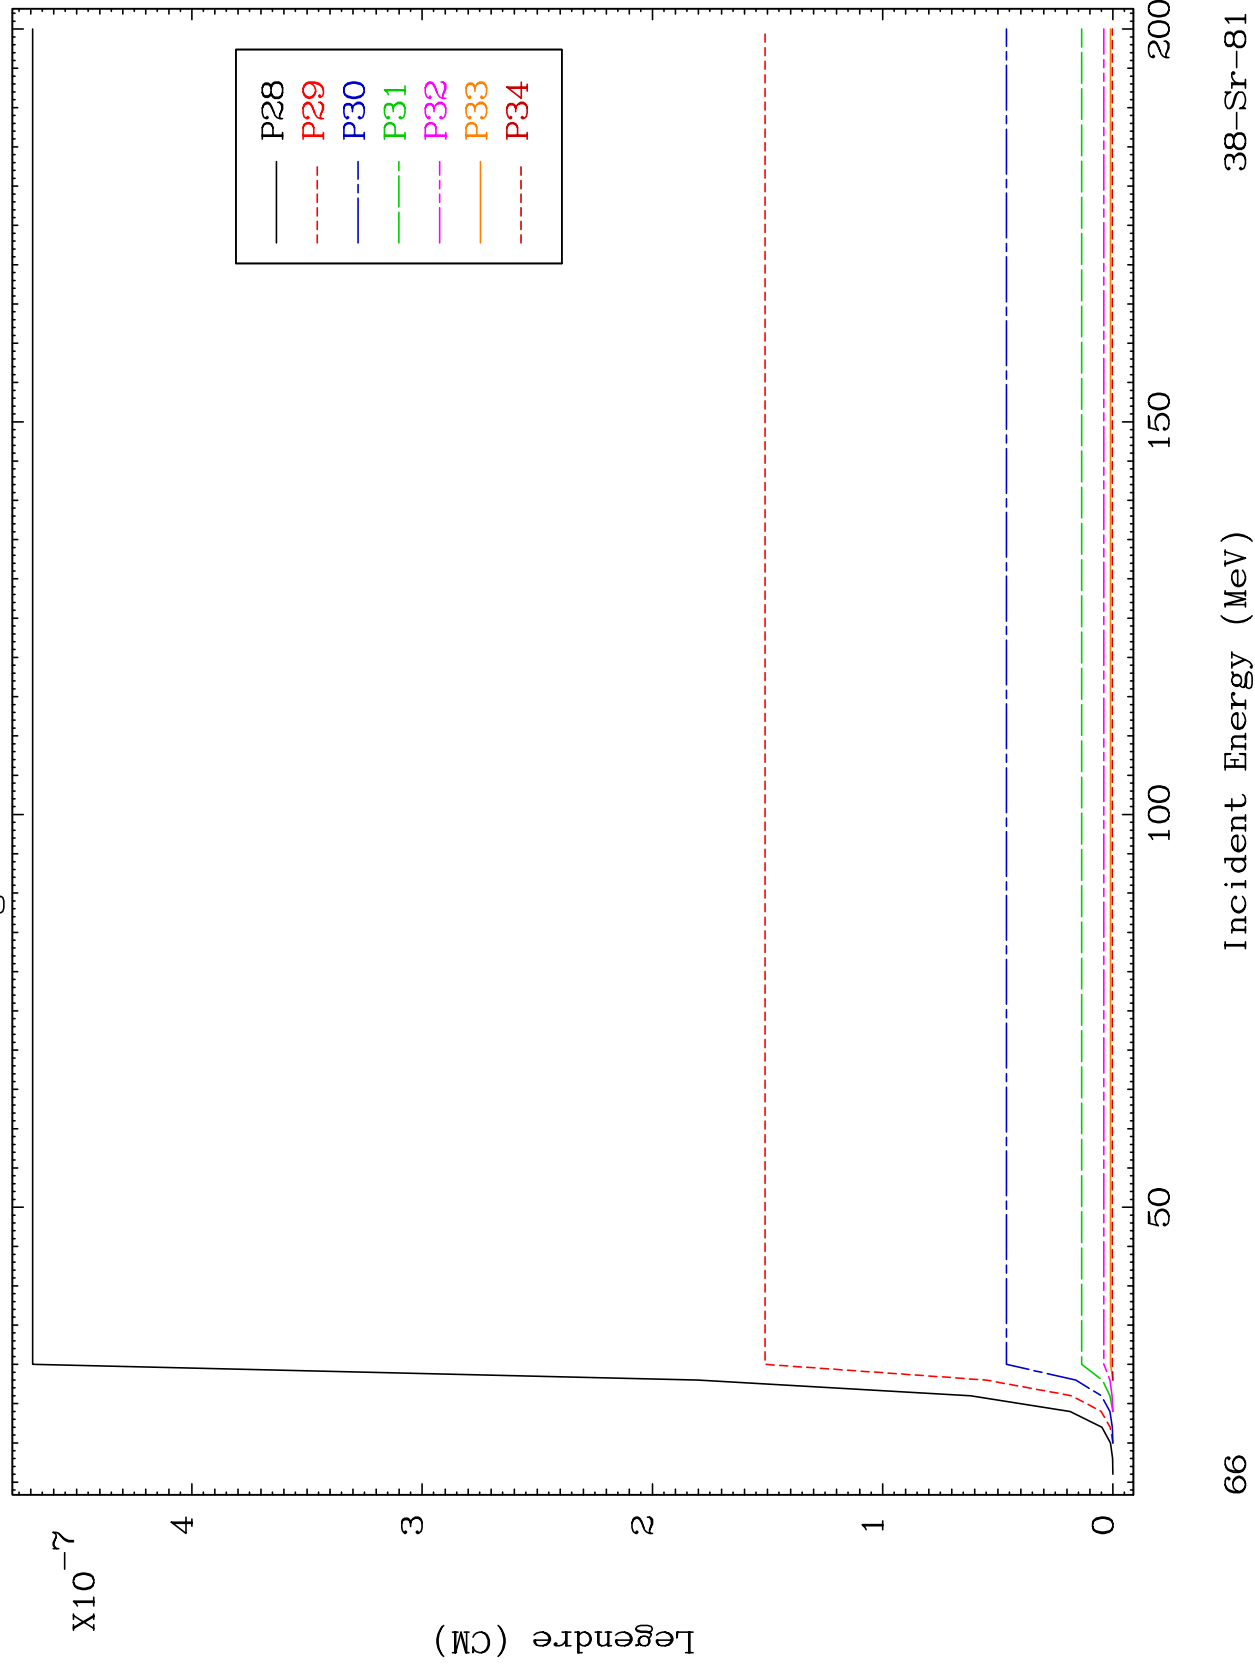 X10-7
Legendre (CM)
4
3
2
1
0
50
100
150
200
Incident Energy (MeV)
P28
P29
P30
P31
P32
P33
P34
66
38-Sr-81